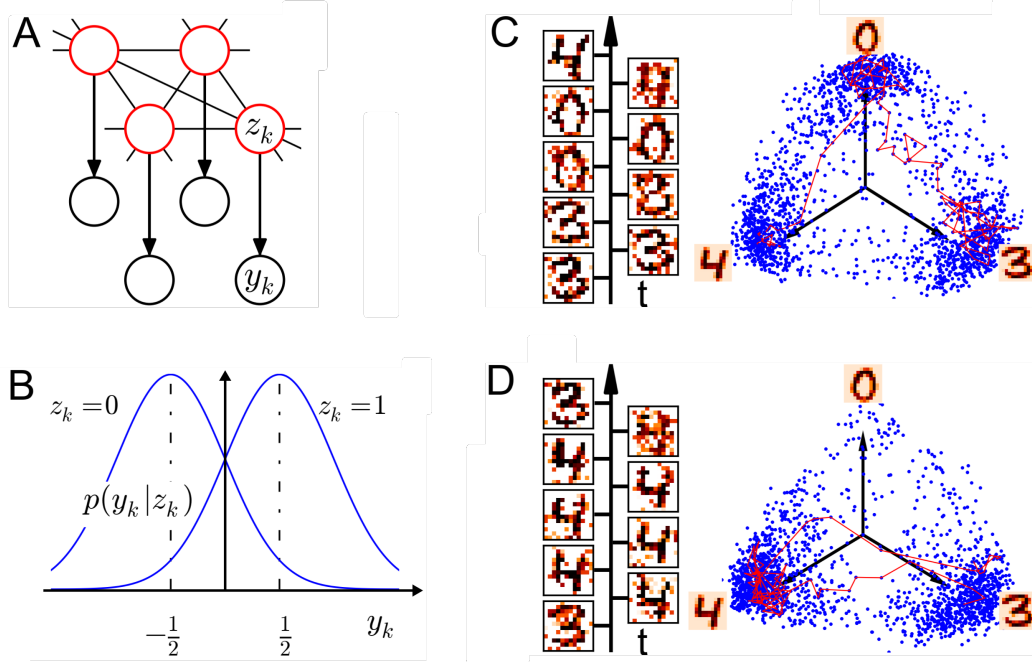 A
z_k
y_k
B
z_k = 0
z_k = 1
p(y_k|z_k)
-1/2
1/2
y_k
C
0
4
3
t
D
0
4
3
t